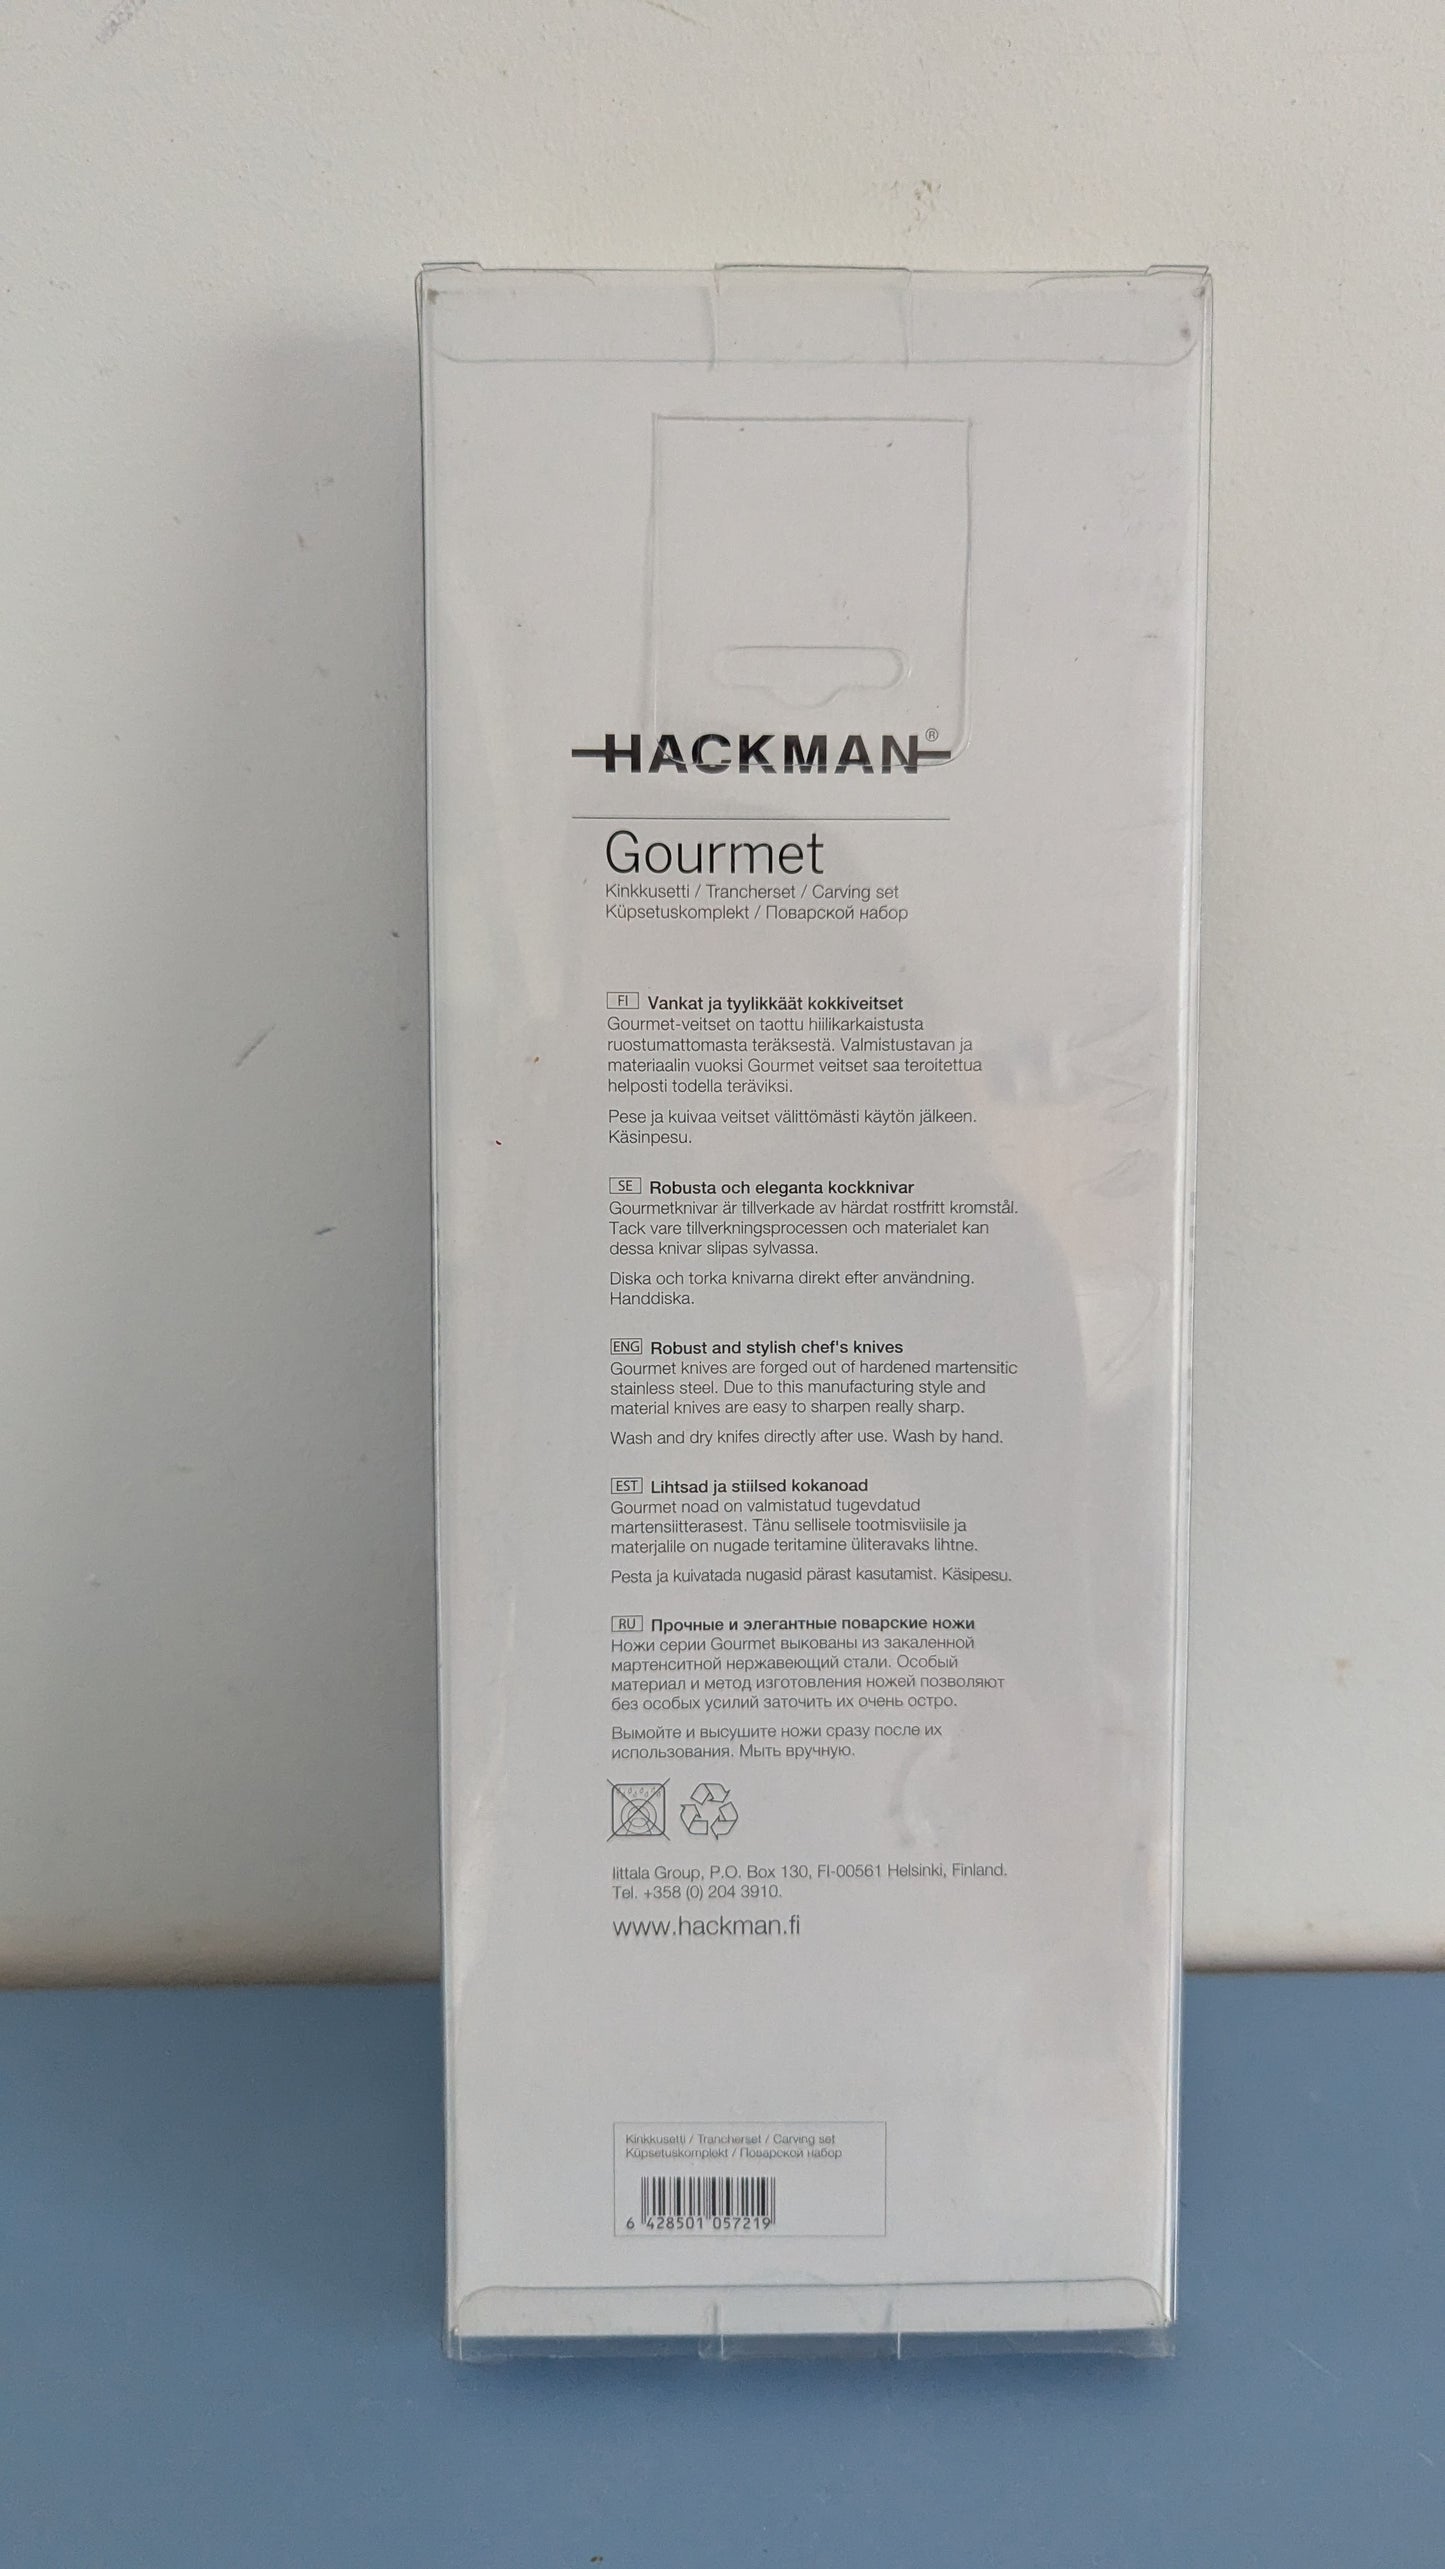 HACKMAN®
Gourmet
Kinkkusetti / Trancherset / Carving set
Küpsetuskomplekt / Поварской набор
FI Vankat ja tyylikkäät kokkiveitset
Gourmet-veitset on taottu hiilikarkaistusta
ruostumattomasta teräksestä. Valmistustavan ja
materiaalin vuoksi Gourmet veitset saa teroitettua
helposti todella teräviksi.
Pese ja kuivaa veitset välittömästi käytön jälkeen.
Käsinpesu.
SE Robusta och eleganta kockknivar
Gourmetknivar är tillverkade av härdat rostfritt kromstål.
Tack vare tillverkningsprocessen och materialet kan
dessa knivar slipas sylvassa.
Diska och torka knivarna direkt efter användning.
Handdiska.
ENG Robust and stylish chef's knives
Gourmet knives are forged out of hardened martensitic
stainless steel. Due to this manufacturing style and
material knives are easy to sharpen really sharp.
Wash and dry knifes directly after use. Wash by hand.
EST Lihtsad ja stiilsed kokanoad
Gourmet noad on valmistatud tugevdatud
martensiitterasest. Tänu sellisele tootmisviisile ja
materjalile on nugade teritamine üliteravaks lihtne.
Pesta ja kuivatada nugasid pärast kasutamist. Käsipesu.
RU Прочные и элегантные поварские ножи
Ножи серии Gourmet выкованы из закаленной
мартенситной нержавеющий стали. Особый
материал и метод изготовления ножей позволяют
без особых усилий заточить их очень остро.
Вымойте и высушите ножи сразу после их
использования. Мыть вручную.
Iittala Group, P.O. Box 130, FI-00561 Helsinki, Finland.
Tel. +358 (0) 204 3910.
www.hackman.fi
Kinkkusetti / Trancherset / Carving set
Küpsetuskomplekt / Поварской набор
6 428501 057219